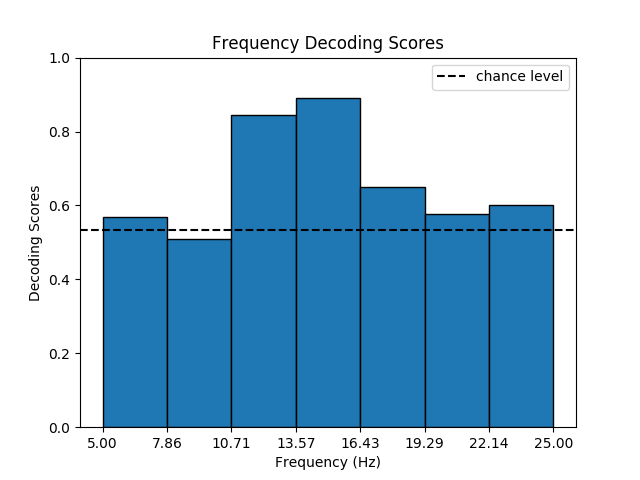 Frequency Decoding Scores
chance level
1.0
0.8
0.6
0.4
0.2
0.0
Decoding Scores
5.00 7.86 10.71 13.57 16.43 19.29 22.14 25.00
Frequency (Hz)